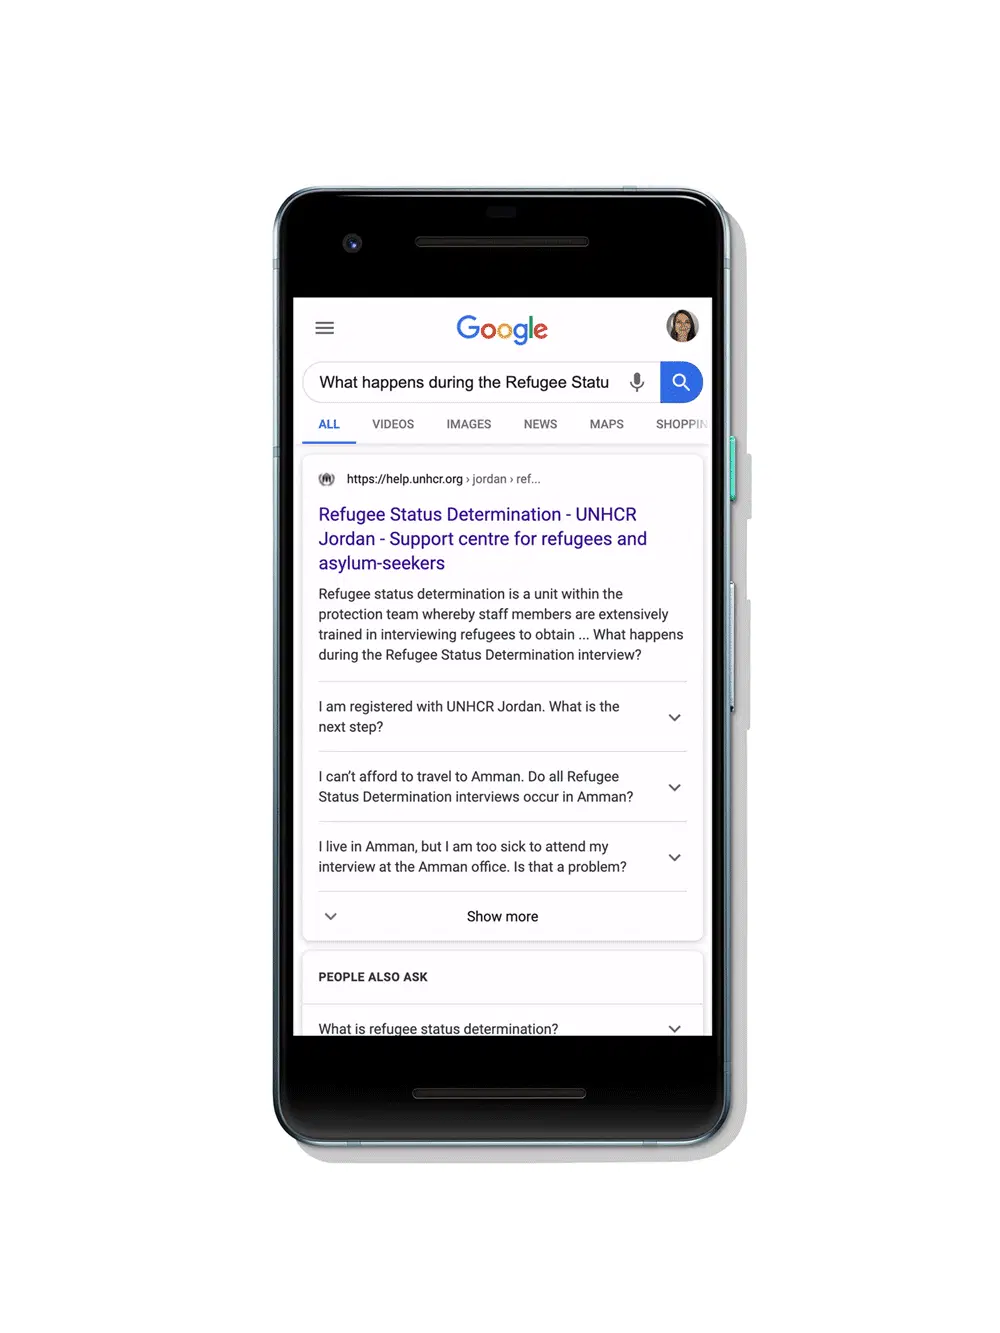 Google
What happens during the Refugee Statu
ALL VIDEOS IMAGES NEWS MAPS SHOPPIN
https://help.unhcr.org › jordan › ref...
Refugee Status Determination - UNHCR
Jordan - Support centre for refugees and
asylum-seekers
Refugee status determination is a unit within the
protection team whereby staff members are extensively
trained in interviewing refugees to obtain ... What happens
during the Refugee Status Determination interview?
I am registered with UNHCR Jordan. What is the
next step?
I can’t afford to travel to Amman. Do all Refugee
Status Determination interviews occur in Amman?
I live in Amman, but I am too sick to attend my
interview at the Amman office. Is that a problem?
Show more
PEOPLE ALSO ASK
What is refugee status determination?